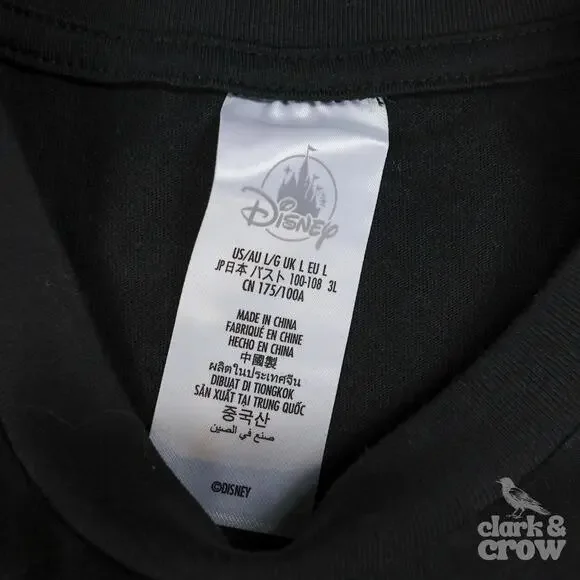 Disney
US/AU L/G UK L EU L
JP日本 バスト 100-108 3L
CN 175/100A
MADE IN CHINA
FABRIQUÉ EN CHINE
HECHO EN CHINA
中國製
ผลิตในประเทศจีน
DIBUAT DI TIONGKOK
SẢN XUẤT TẠI TRUNG QUỐC
중국산
صنع في الصين
©DISNEY
clark &
crow